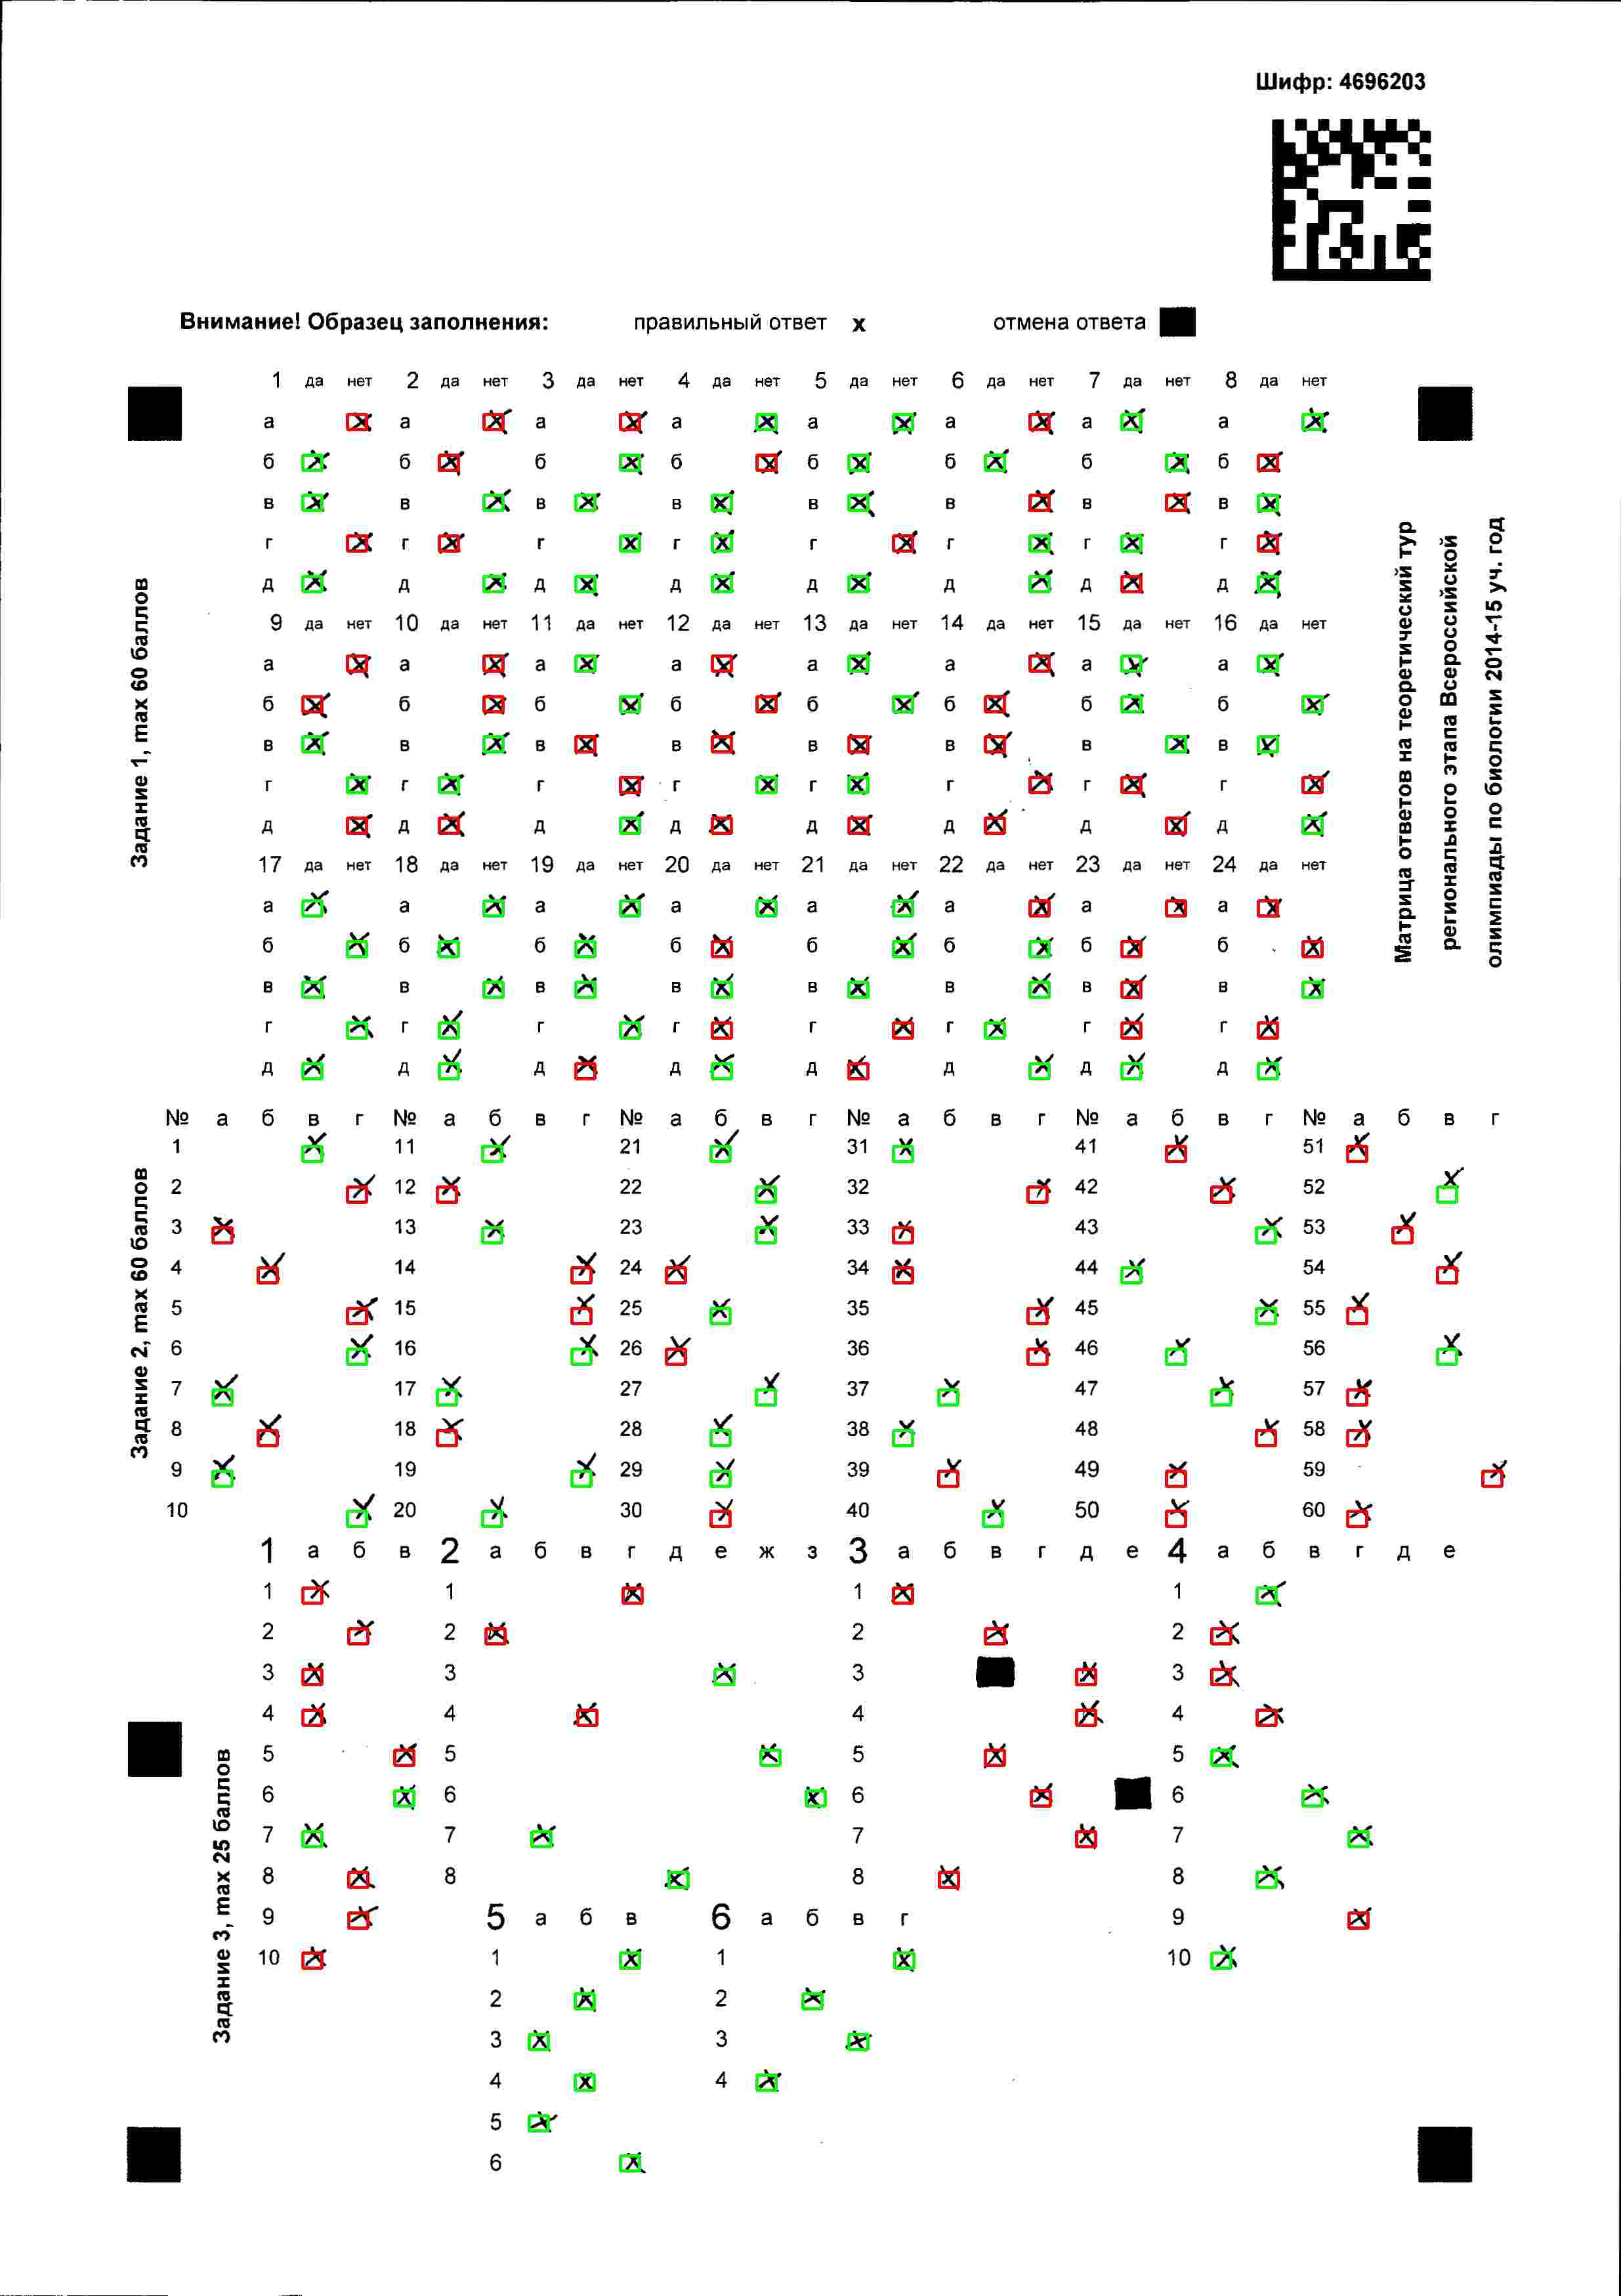 Шифр: 4696203
Внимание! Образец заполнения: правильный ответ x отмена ответа
1 да нет 2 да нет 3 да нет 4 да нет 5 да нет 6 да нет 7 да нет 8 да нет
а а а а а а а а
б б б б б б б б
в в в в в в в в
г г г г г г г г
д д д д д д д д
9 да нет 10 да нет 11 да нет 12 да нет 13 да нет 14 да нет 15 да нет 16 да нет
а а а а а а а а
б б б б б б б б
в в в в в в в в
г г г г г г г г
д д д д д д д д
17 да нет 18 да нет 19 да нет 20 да нет 21 да нет 22 да нет 23 да нет 24 да нет
а а а а а а а а
б б б б б б б б
в в в в в в в в
г г г г г г г г
д д д д д д д д
Задание 1, max 60 баллов
Матрица ответов на теоретический тур
регионального этапа Всероссийской
олимпиады по биологии 2014-15 уч. год
№ а б в г № а б в г № а б в г № а б в г № а б в г № а б в г
1 11 21 31 41 51
2 12 22 32 42 52
3 13 23 33 43 53
4 14 24 34 44 54
5 15 25 35 45 55
6 16 26 36 46 56
7 17 27 37 47 57
8 18 28 38 48 58
9 19 29 39 49 59
10 20 30 40 50 60
Задание 2, max 60 баллов
1 а б в 2 а б в г д е ж з 3 а б в г д е 4 а б в г д е
1 1 1 1
2 2 2 2
3 3 3 3
4 4 4 4
5 5 5 5
6 6 6 6
7 7 7 7
8 8 8 8
9 5 а б в 6 а б в г 9
10 1 1 10
2 2
3 3
4 4
5
6
Задание 3, max 25 баллов